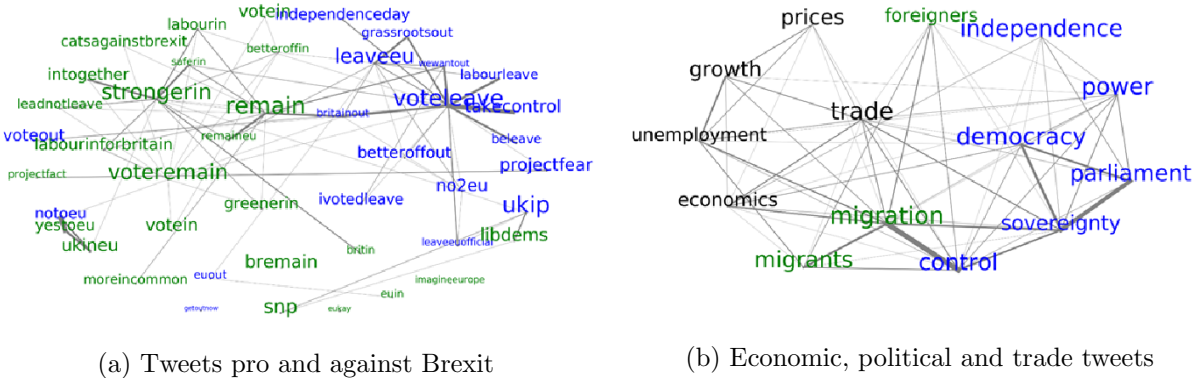 votein
independenceday
labourin
grassrootsout
catsagainstbrexit
betteroffin
leaveeu
saferin
wewantout
intogether
labourleave
strongerin
voteleave
leadnotleave
remain
takecontrol
britainout
voteout
remaineu
beleave
labourinforbritain
betteroffout
projectfear
projectfact
voteremain
no2eu
ivotedleave
greenerin
ukip
notoeu
yestoeu
votein
libdems
ukineu
leaveeuofficial
britin
bremain
moreincommon
euout
imagineeurope
euin
snp
getoutnow
(a) Tweets pro and against Brexit
prices
foreigners
independence
growth
power
trade
unemployment
democracy
parliament
economics
migration
sovereignty
migrants
control
(b) Economic, political and trade tweets